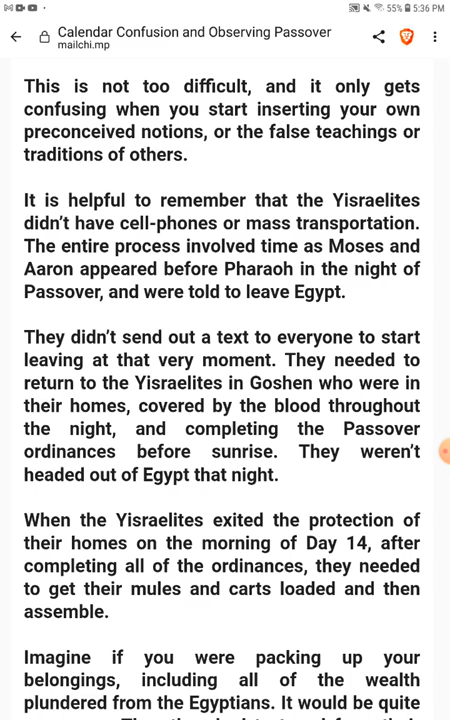 55% 5:36 PM
Calendar Confusion and Observing Passover
mailchi.mp
This is not too difficult, and it only gets
confusing when you start inserting your own
preconceived notions, or the false teachings or
traditions of others.
It is helpful to remember that the Yisraelites
didn't have cell-phones or mass transportation.
The entire process involved time as Moses and
Aaron appeared before Pharaoh in the night of
Passover, and were told to leave Egypt.
They didn't send out a text to everyone to start
leaving at that very moment. They needed to
return to the Yisraelites in Goshen who were in
their homes, covered by the blood throughout
the night, and completing the Passover
ordinances before sunrise. They weren't
headed out of Egypt that night.
When the Yisraelites exited the protection of
their homes on the morning of Day 14, after
completing all of the ordinances, they needed
to get their mules and carts loaded and then
assemble.
Imagine if you were packing up your
belongings, including all of the wealth
plundered from the Egyptians. It would be quite